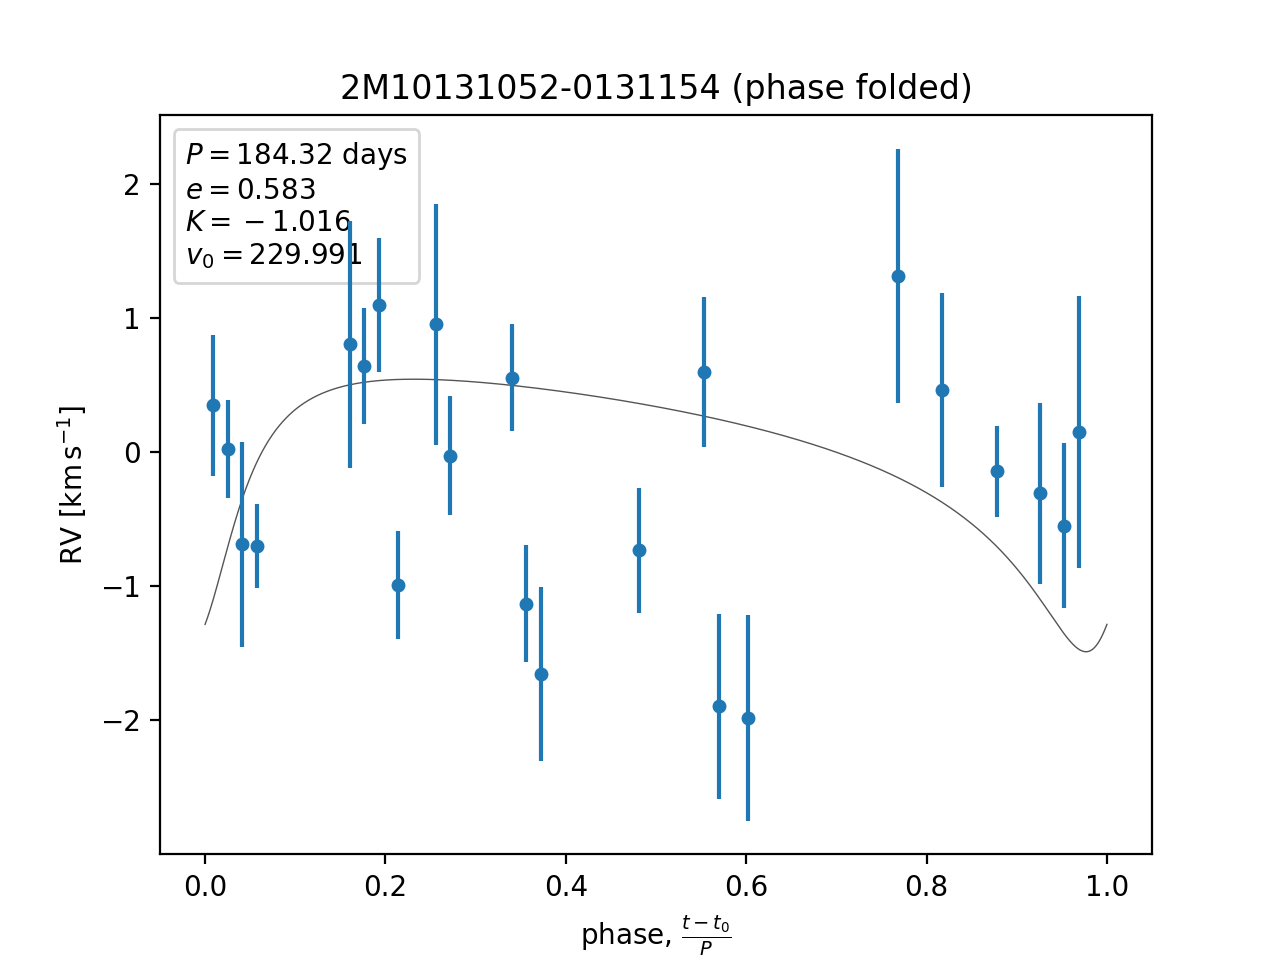 2M10131052-0131154 (phase folded)
P = 184.32 days
e = 0.583
K = −1.016
v₀ = 229.991
RV [km s⁻¹]
2
1
0
−1
−2
0.0 0.2 0.4 0.6 0.8 1.0
phase, (t − t₀)/P